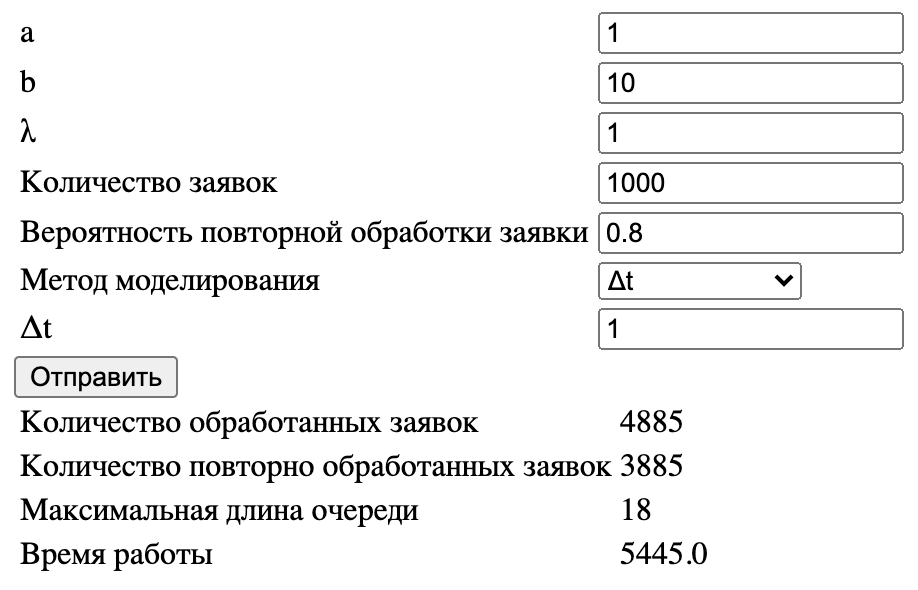 a 1
b 10
λ 1
Количество заявок 1000
Вероятность повторной обработки заявки 0.8
Метод моделирования Δt
Δt 1
Отправить
Количество обработанных заявок 4885
Количество повторно обработанных заявок 3885
Максимальная длина очереди 18
Время работы 5445.0